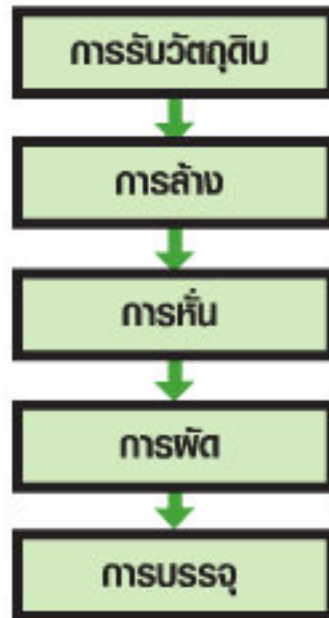 การรับวัตถุดิบ
การล้าง
การหั่น
การผัด
การบรรจุ